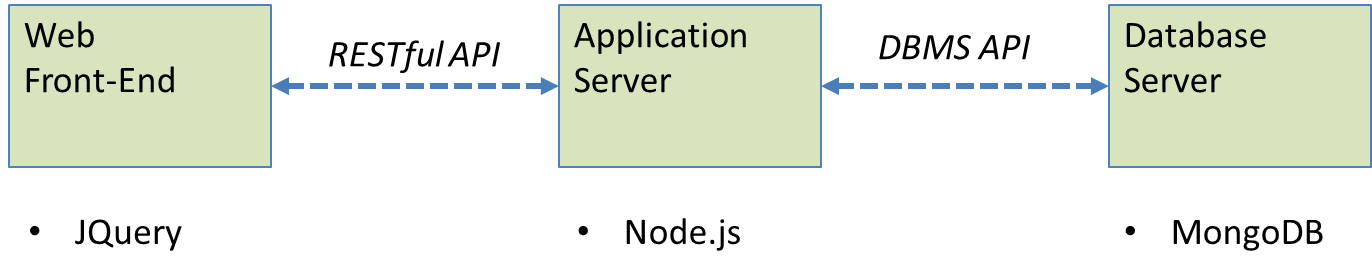 Web
Front-End
RESTful API
Application
Server
DBMS API
Database
Server
• JQuery
• Node.js
• MongoDB